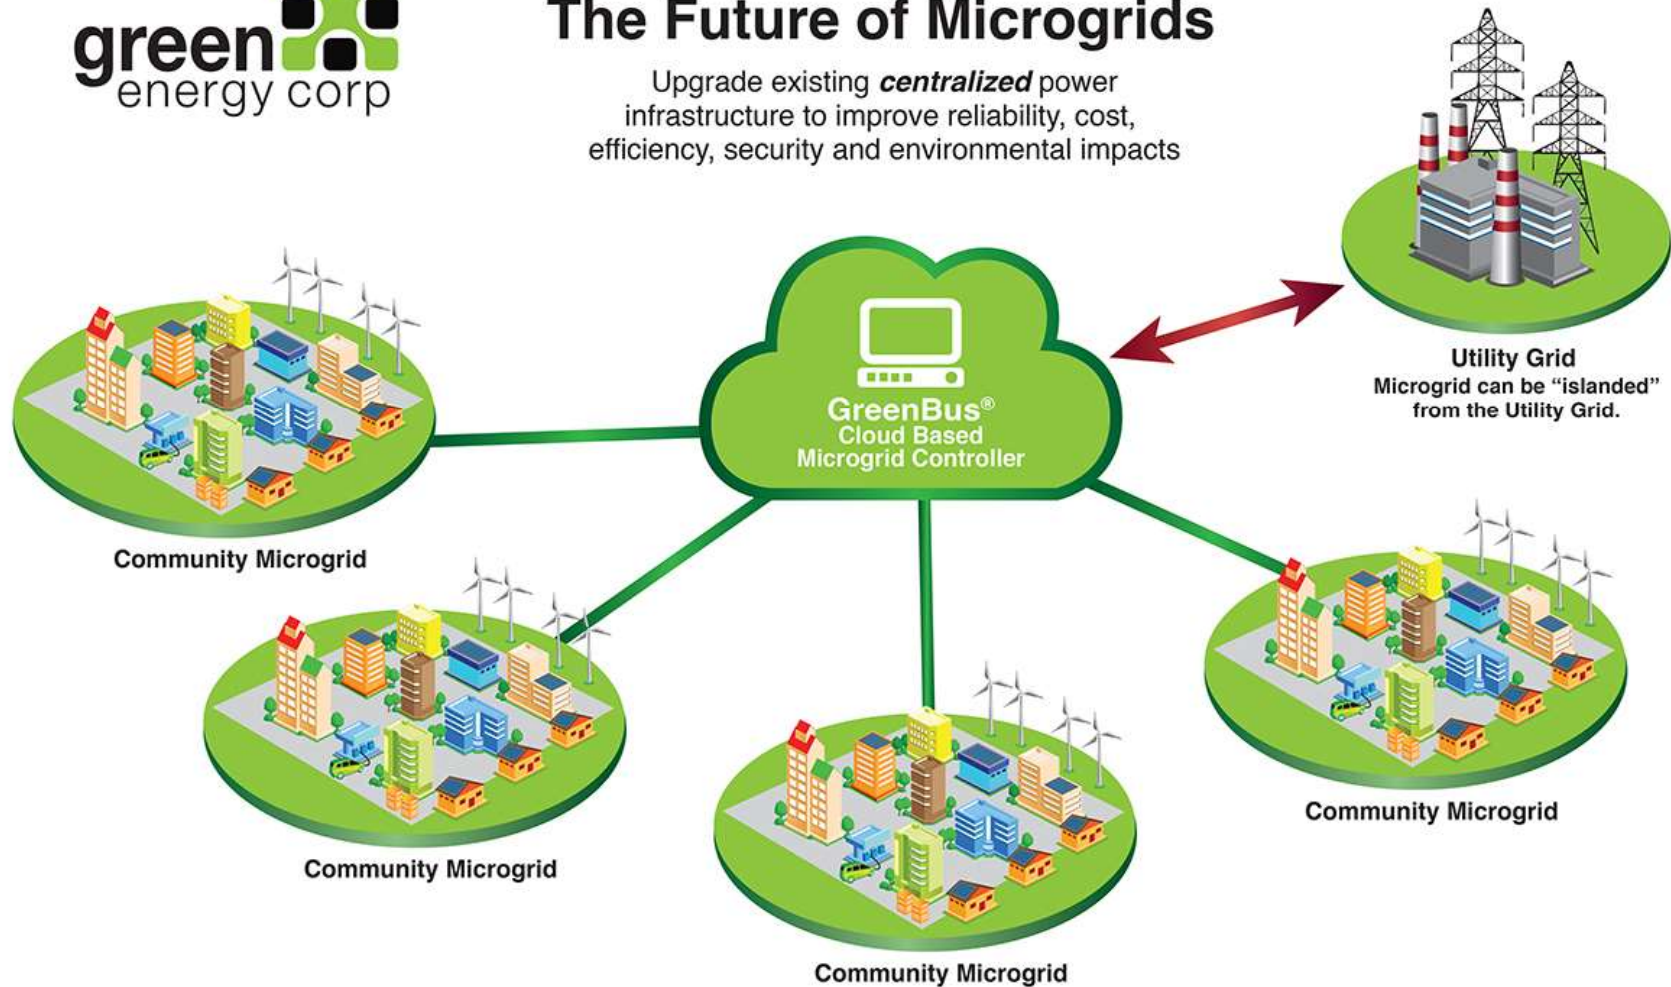 green
energy corp
The Future of Microgrids
Upgrade existing centralized power
infrastructure to improve reliability, cost,
efficiency, security and environmental impacts
GreenBus®
Cloud Based
Microgrid Controller
Utility Grid
Microgrid can be “islanded”
from the Utility Grid.
Community Microgrid
Community Microgrid
Community Microgrid
Community Microgrid